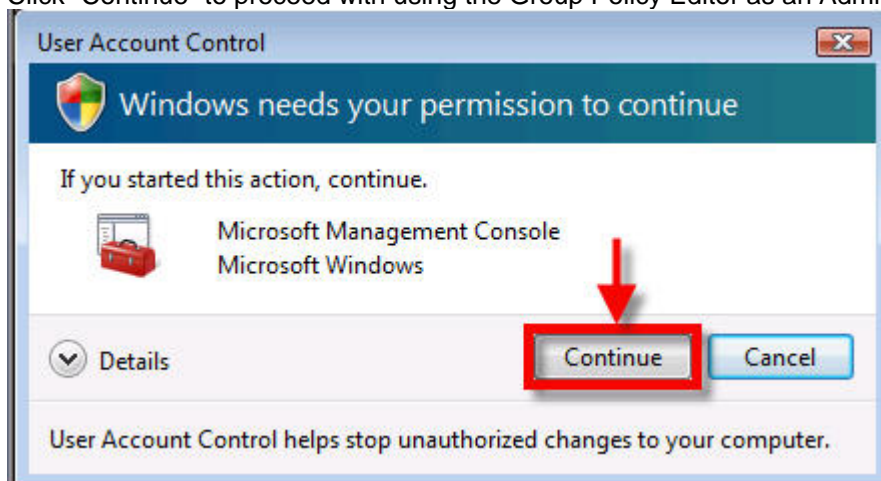 Click "Continue" to proceed with using the Group Policy Editor as an Adm
User Account Control
Windows needs your permission to continue
If you started this action, continue.
Microsoft Management Console
Microsoft Windows
Details
Continue
Cancel
User Account Control helps stop unauthorized changes to your computer.